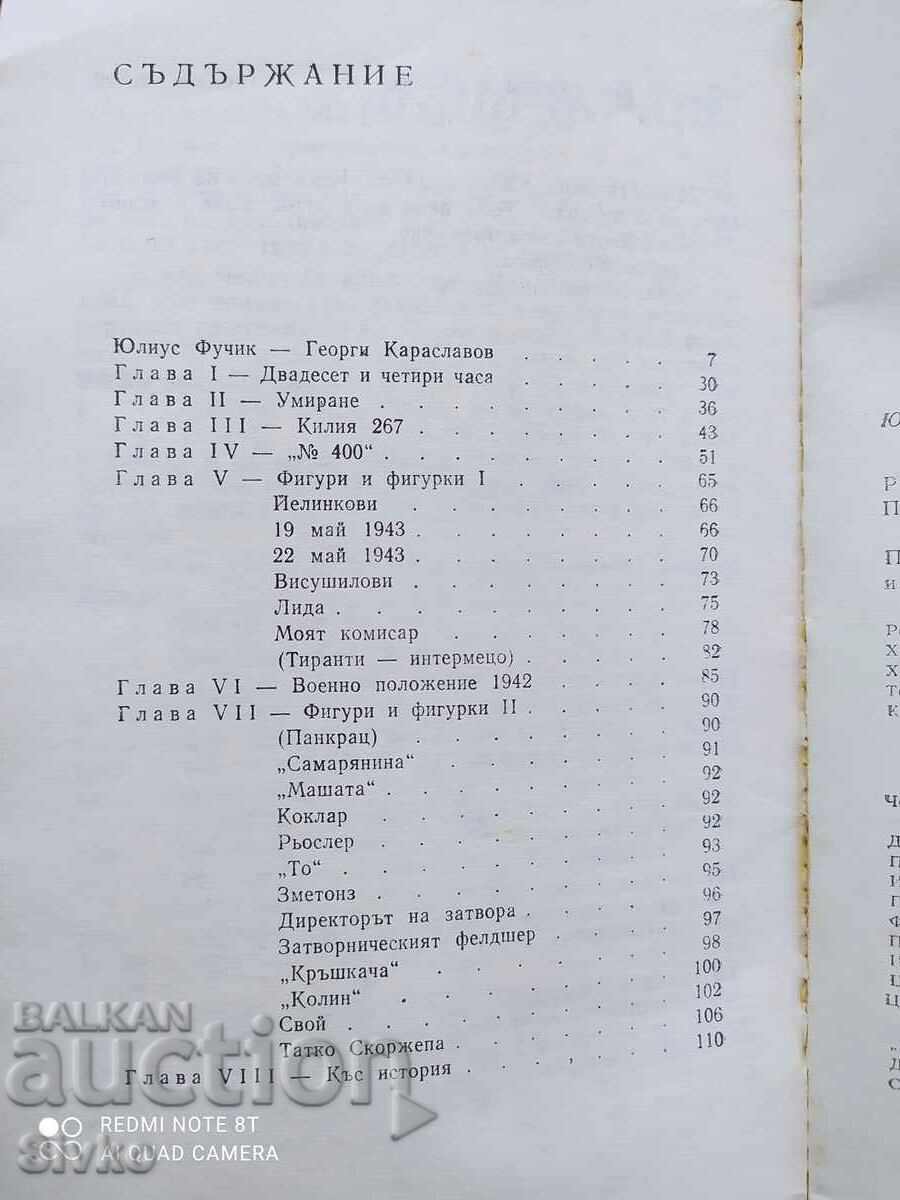 СЪДЪРЖАНИЕ
Юлиус Фучик — Георги Караславов . . . . . . 7
Глава I — Двадесет и четири часа . . . . . . 30
Глава II — Умиране . . . . . . . . 36
Глава III — Килия 267 . . . . . . . . 43
Глава IV — „№ 400“ . . . . . . . . 51
Глава V — Фигури и фигурки I . . . . . 65
Йелинкови . . . . . . . 66
19 май 1943 . . . . . . . 66
22 май 1943 . . . . . . . 70
Висушилови . . . . . . . 73
Лида . . . . . . . . . 75
Моят комисар . . . . . . 78
(Тиранти — интермецо) . . . . 82
Глава VI — Военно положение 1942 . . . . 85
Глава VII — Фигури и фигурки II . . . . . 90
(Панкрац) . . . . . . . 90
„Самарянина“ . . . . . . 91
„Машата“ . . . . . . . . 92
Коклар . . . . . . . . 92
Рьослер . . . . . . . . 92
„То“ . . . . . . . . . 93
Зметонз . . . . . . . . 95
Директорът на затвора . . . . 96
Затворническият фелдшер . . . 97
„Кръшкача“ . . . . . . . 98
„Колин“ . . . . . . . . 100
Свой . . . . . . . . . 102
Татко Скоржепа . . . . . . 106
Глава VIII — Къс история . . . . . . 110
BALKAN
auction
REDMI NOTE 8T
AI QUAD CAMERA
Sivko